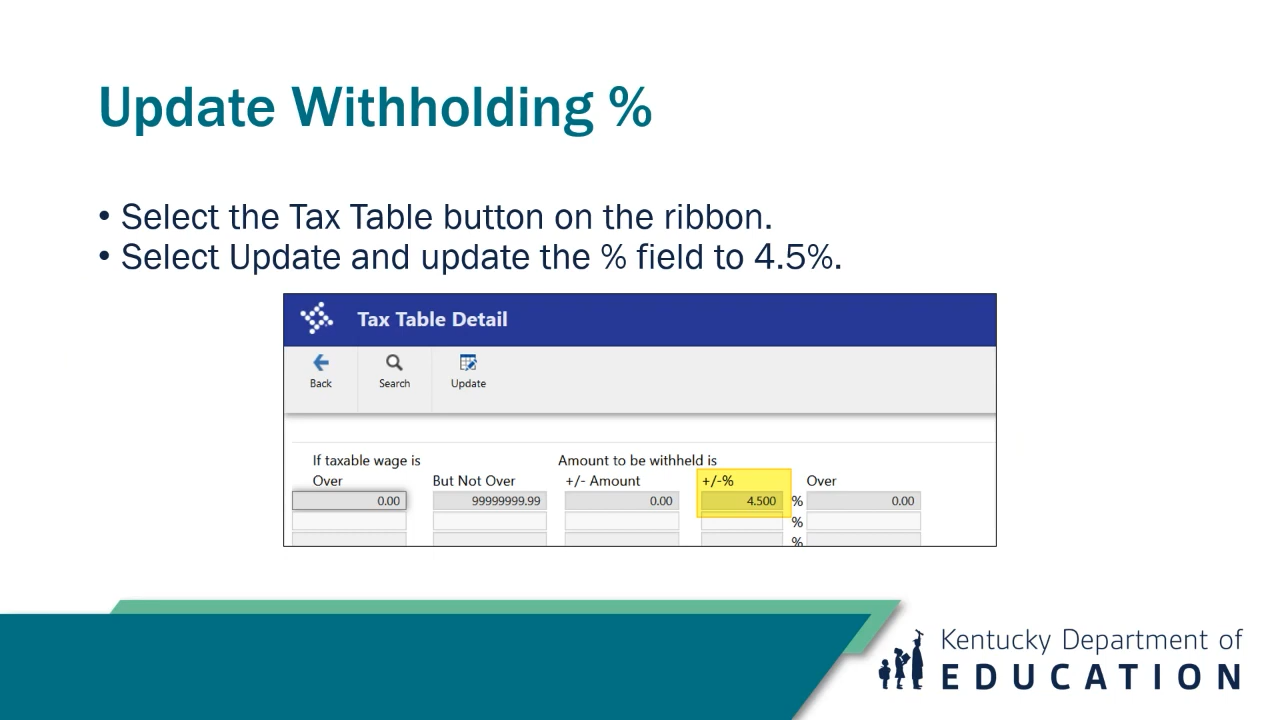 Update Withholding %
• Select the Tax Table button on the ribbon.
• Select Update and update the % field to 4.5%.
Tax Table Detail
Back Search Update
If taxable wage is Amount to be withheld is
Over But Not Over +/- Amount +/-% Over
0.00 99999999.99 0.00 4.500 % 0.00
%
%
Kentucky Department of
EDUCATION